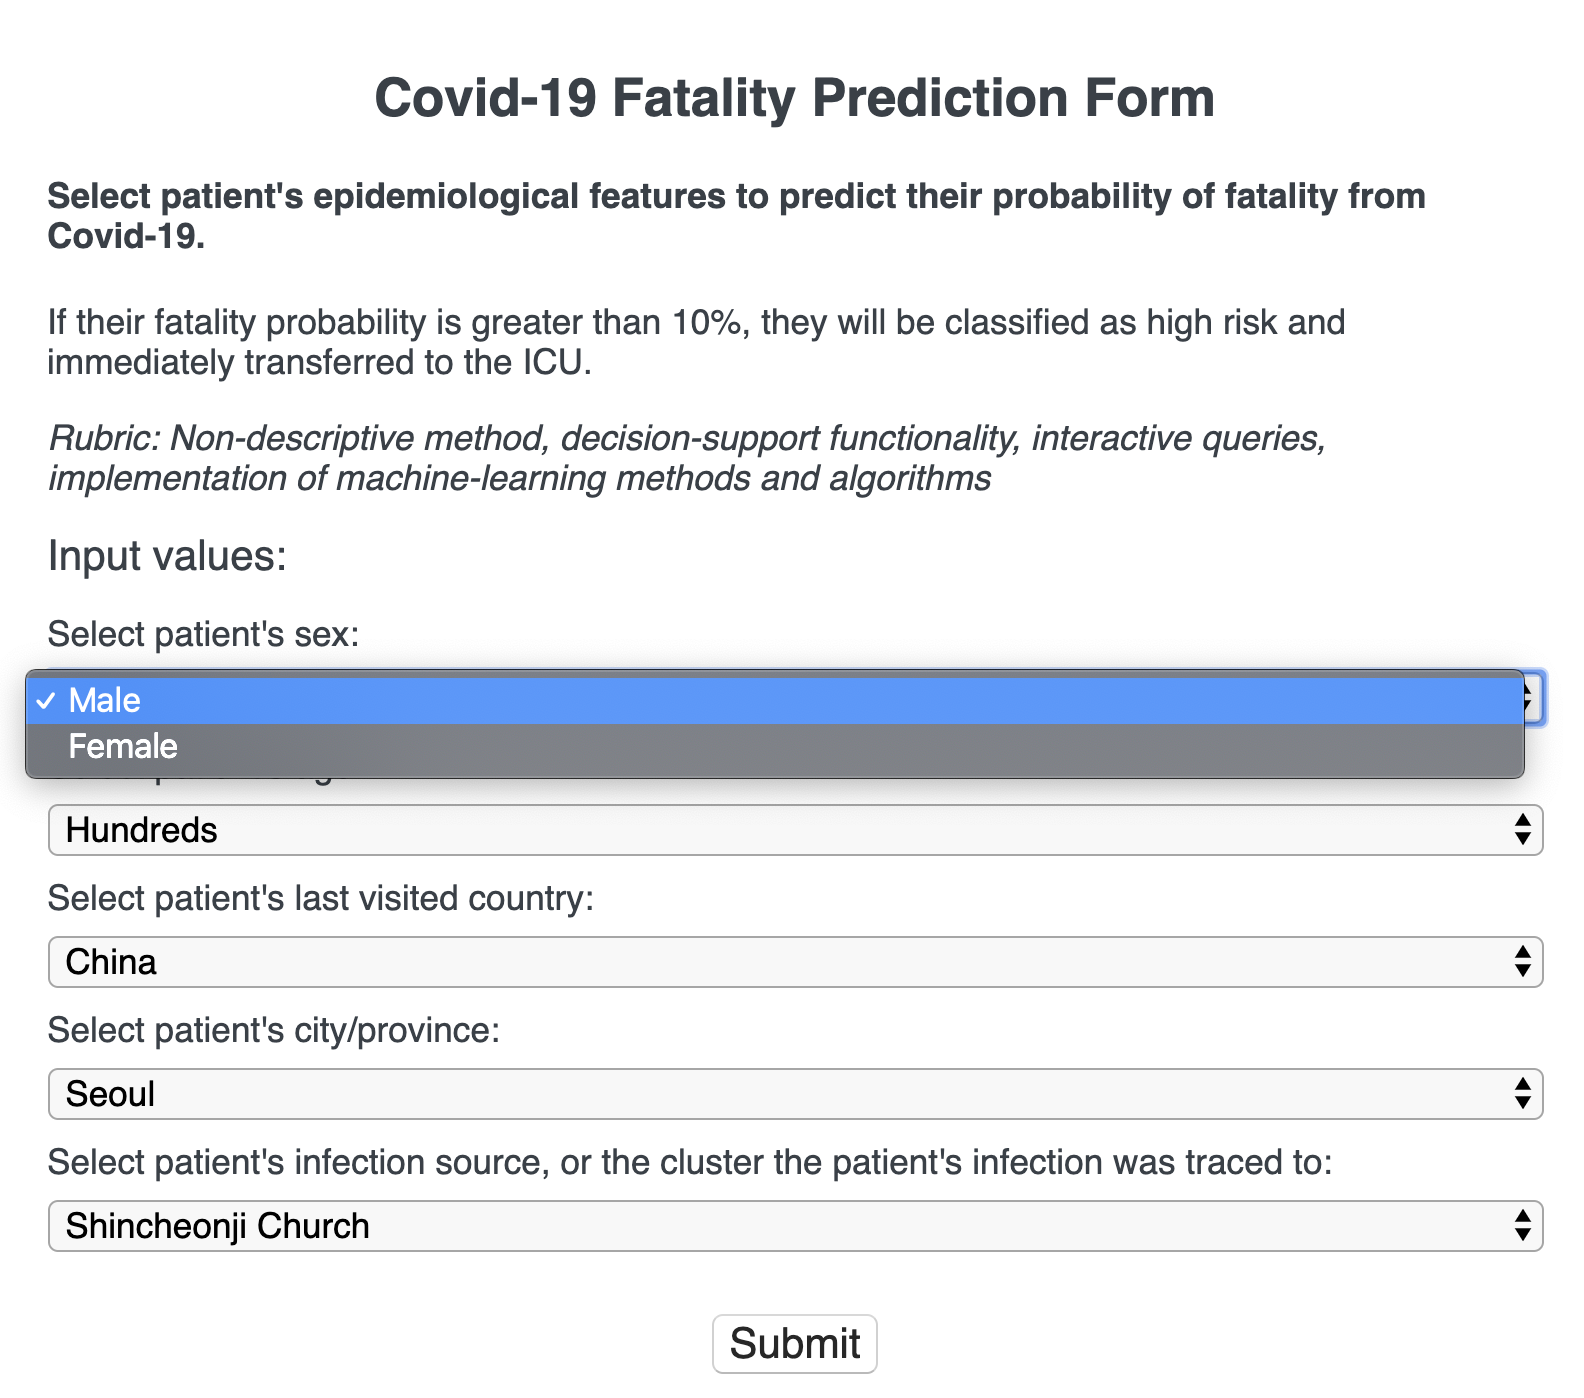 Covid-19 Fatality Prediction Form
Select patient's epidemiological features to predict their probability of fatality from
Covid-19.
If their fatality probability is greater than 10%, they will be classified as high risk and
immediately transferred to the ICU.
Rubric: Non-descriptive method, decision-support functionality, interactive queries,
implementation of machine-learning methods and algorithms
Input values:
Select patient's sex:
✓ Male
Female
Hundreds
Select patient's last visited country:
China
Select patient's city/province:
Seoul
Select patient's infection source, or the cluster the patient's infection was traced to:
Shincheonji Church
Submit